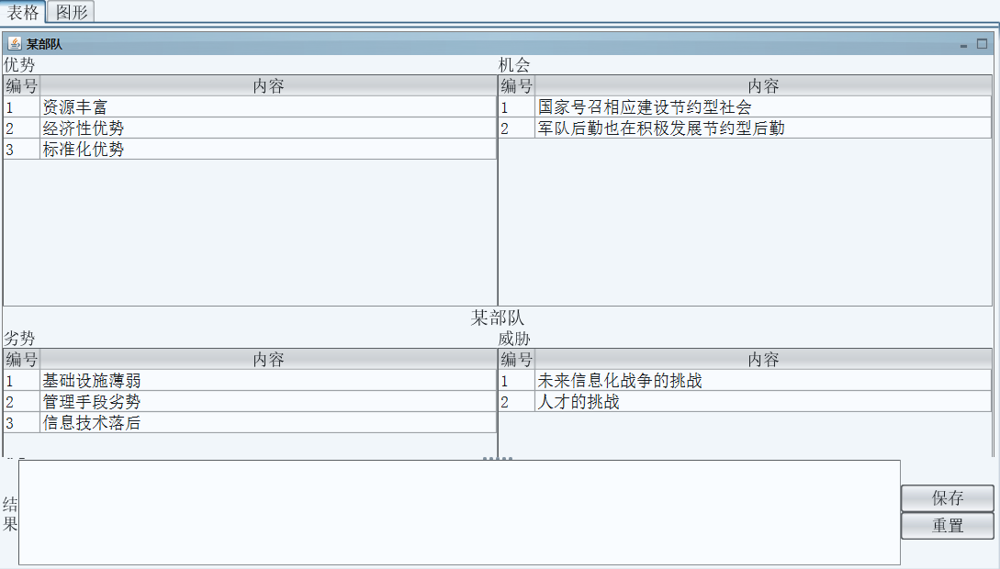 表格 图形
某部队
优势 机会
编号 内容 编号 内容
1 资源丰富 1 国家号召相应建设节约型社会
2 经济性优势 2 军队后勤也在积极发展节约型后勤
3 标准化优势
某部队
劣势 威胁
编号 内容 编号 内容
1 基础设施薄弱 1 未来信息化战争的挑战
2 管理手段劣势 2 人才的挑战
3 信息技术落后
结果
保存
重置